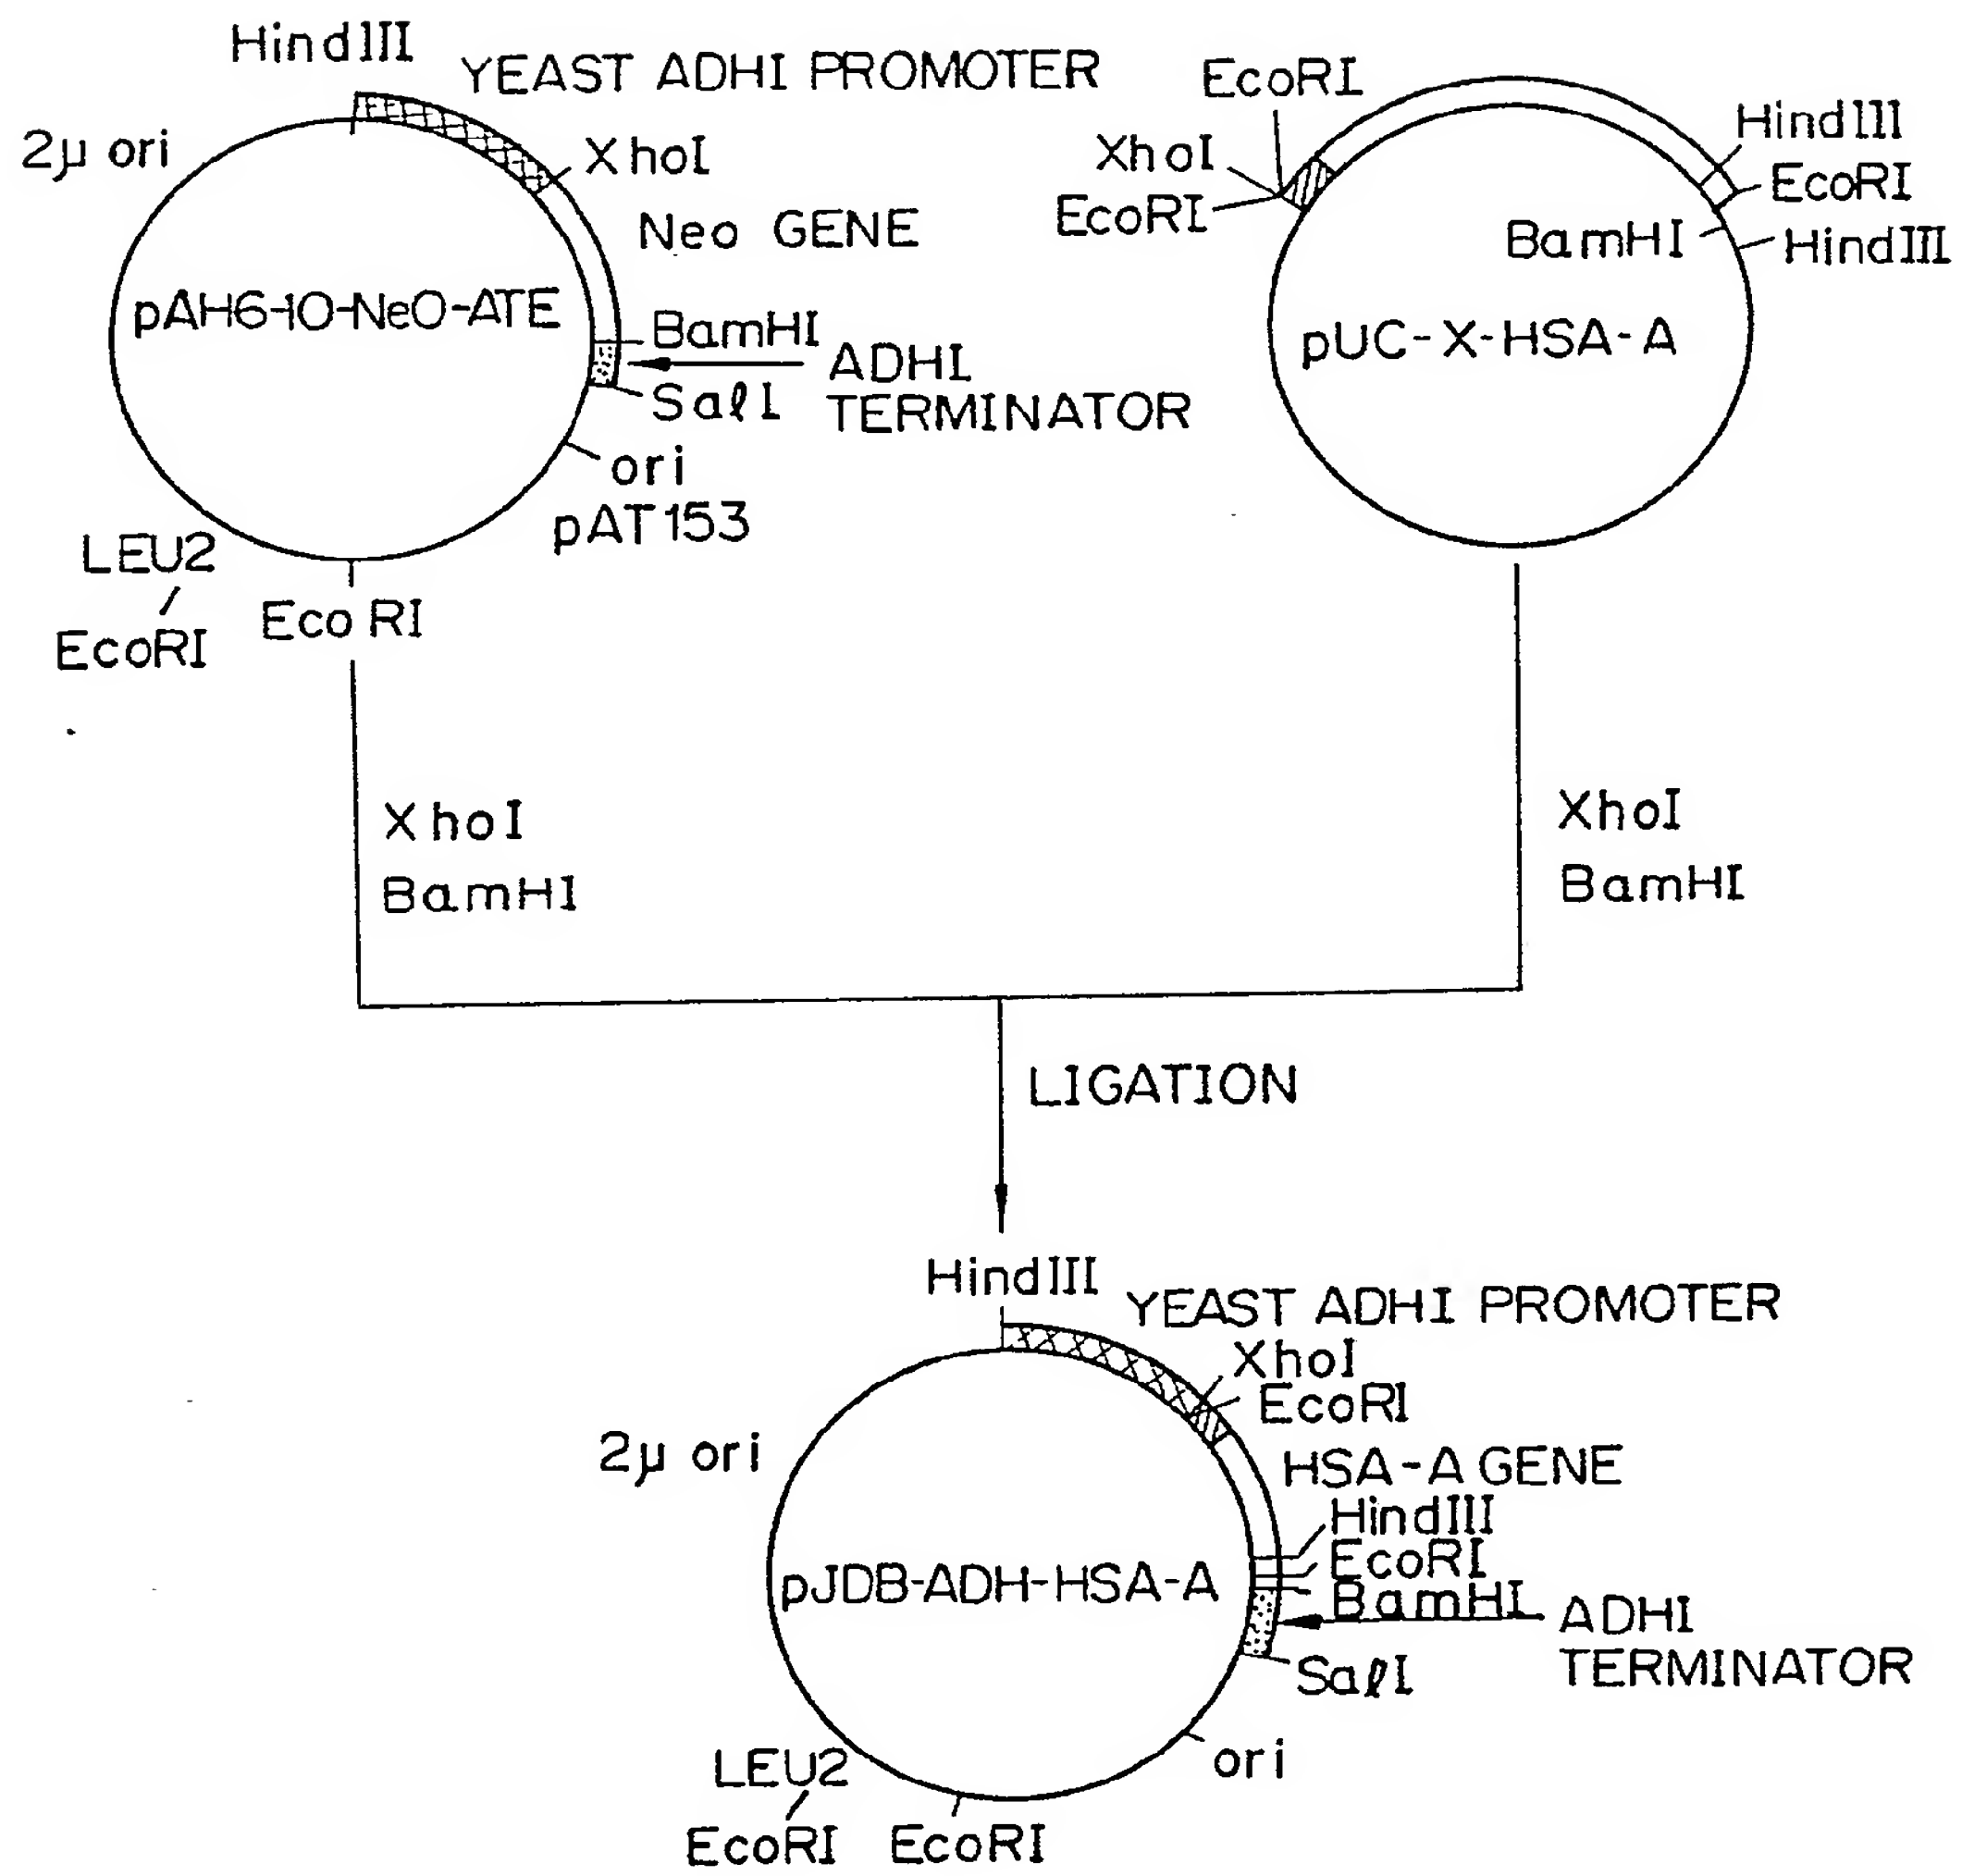 HindIII
YEAST ADHI PROMOTER
2μ ori
XhoI
Neo GENE
pAH6-10-NeO-ATE
BamHI
ADHI
TERMINATOR
SalI
ori
pAT153
LEU2
EcoRI
EcoRI
EcoRI
XhoI
EcoRI
HindIII
EcoRI
BamHI
HindIII
pUC-X-HSA-A
XhoI
BamHI
XhoI
BamHI
LIGATION
HindIII
YEAST ADHI PROMOTER
XhoI
EcoRI
2μ ori
HSA-A GENE
HindIII
EcoRI
BamHI
pJDB-ADH-HSA-A
ADHI
TERMINATOR
SalI
ori
LEU2
EcoRI
EcoRI